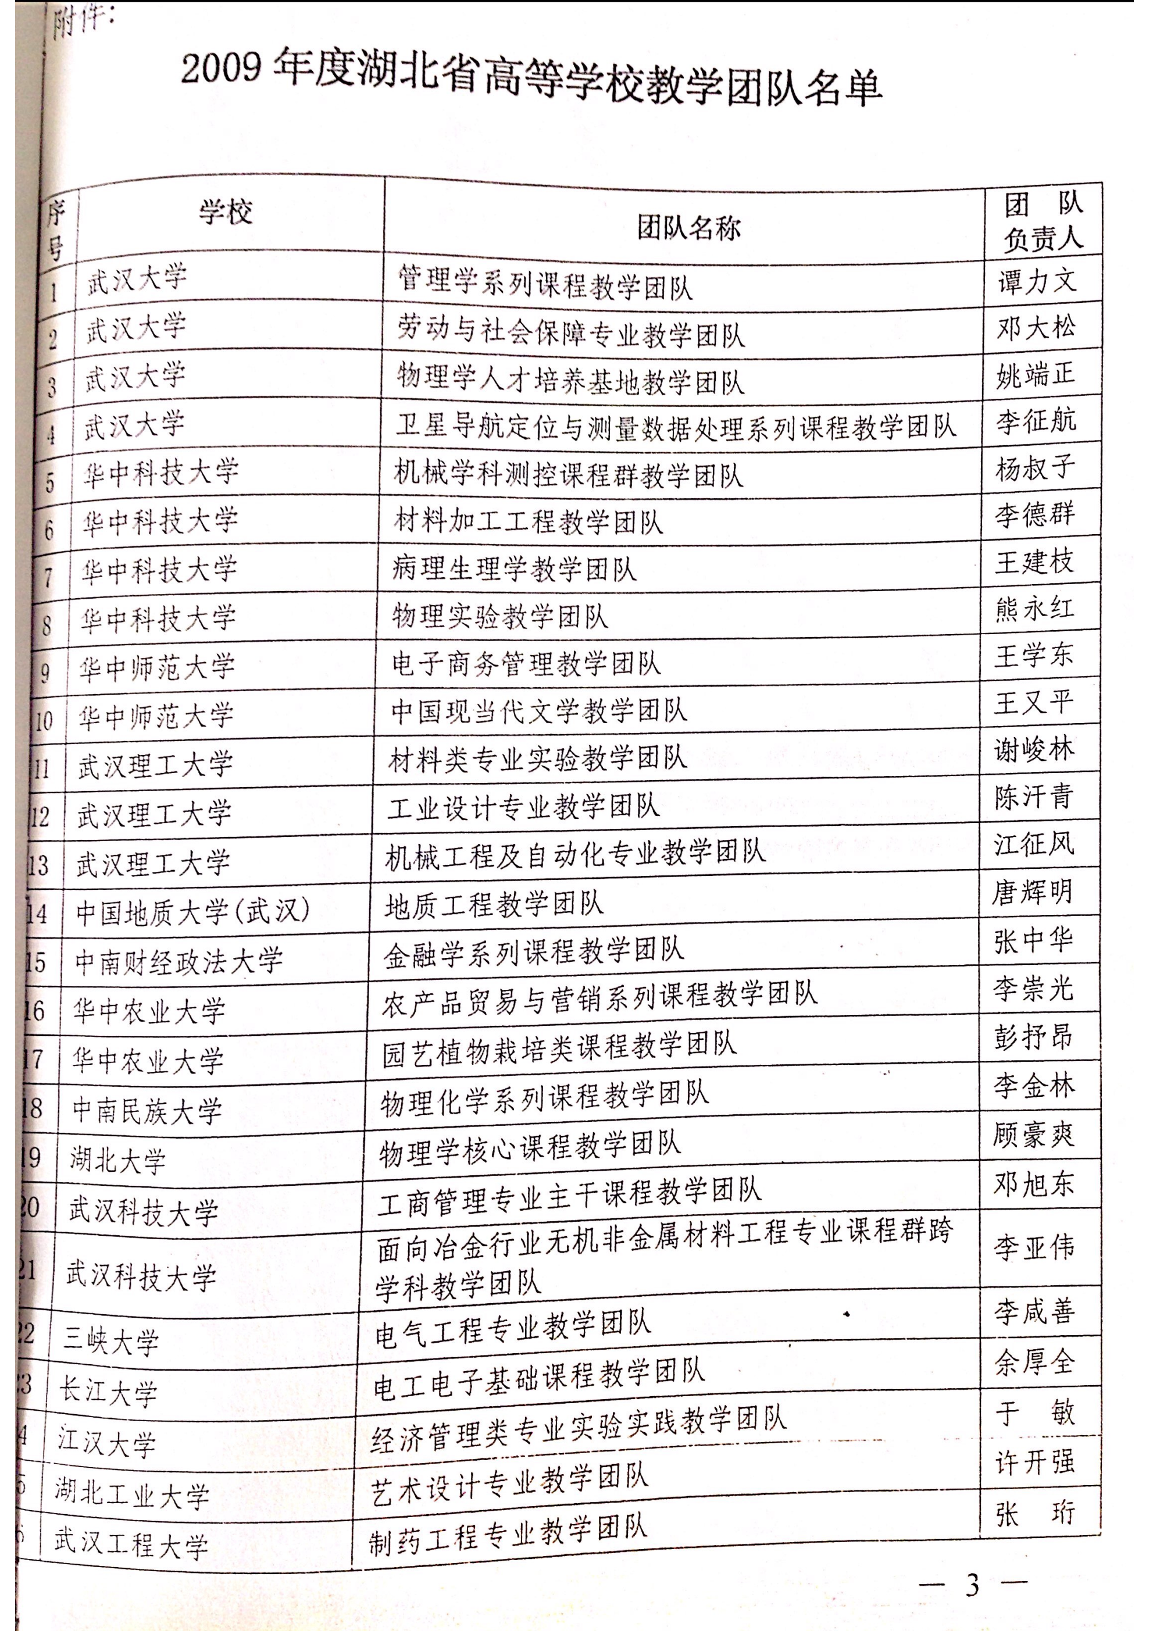 附件：
2009年度湖北省高等学校教学团队名单
序号 学校 团队名称 团队负责人
1 武汉大学 管理学系列课程教学团队 谭力文
2 武汉大学 劳动与社会保障专业教学团队 邓大松
3 武汉大学 物理学人才培养基地教学团队 姚端正
4 武汉大学 卫星导航定位与测量数据处理系列课程教学团队 李征航
5 华中科技大学 机械学科测控课程群教学团队 杨叔子
6 华中科技大学 材料加工工程教学团队 李德群
7 华中科技大学 病理生理学教学团队 王建枝
8 华中科技大学 物理实验教学团队 熊永红
9 华中师范大学 电子商务管理教学团队 王学东
10 华中师范大学 中国现当代文学教学团队 王又平
11 武汉理工大学 材料类专业实验教学团队 谢峻林
12 武汉理工大学 工业设计专业教学团队 陈汗青
13 武汉理工大学 机械工程及自动化专业教学团队 江征风
14 中国地质大学(武汉) 地质工程教学团队 唐辉明
15 中南财经政法大学 金融学系列课程教学团队 张中华
16 华中农业大学 农产品贸易与营销系列课程教学团队 李崇光
17 华中农业大学 园艺植物栽培类课程教学团队 彭抒昂
18 中南民族大学 物理化学系列课程教学团队 李金林
19 湖北大学 物理学核心课程教学团队 顾豪爽
20 武汉科技大学 工商管理专业主干课程教学团队 邓旭东
21 武汉科技大学 面向冶金行业无机非金属材料工程专业课程群跨
学科教学团队 李亚伟
22 三峡大学 电气工程专业教学团队 李咸善
23 长江大学 电工电子基础课程教学团队 余厚全
4 江汉大学 经济管理类专业实验实践教学团队 于 敏
5 湖北工业大学 艺术设计专业教学团队 许开强
6 武汉工程大学 制药工程专业教学团队 张 珩
— 3 —